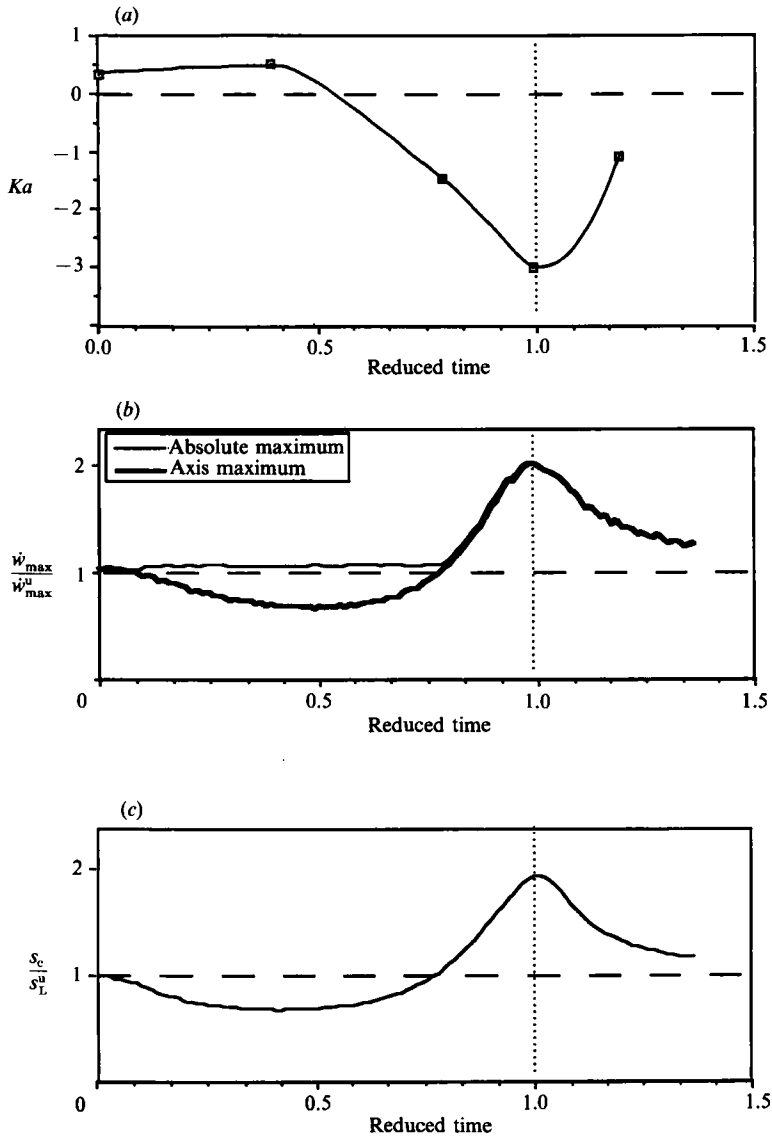 (a)
1
0
−1
Ka
−2
−3
0.0 0.5 1.0 1.5
Reduced time
(b)
Absolute maximum
Axis maximum
2
ẇmax
1
ẇᵘmax
0 0 0.5 1.0 1.5
Reduced time
(c)
2
sc
1
sᵘL
0 0 0.5 1.0 1.5
Reduced time